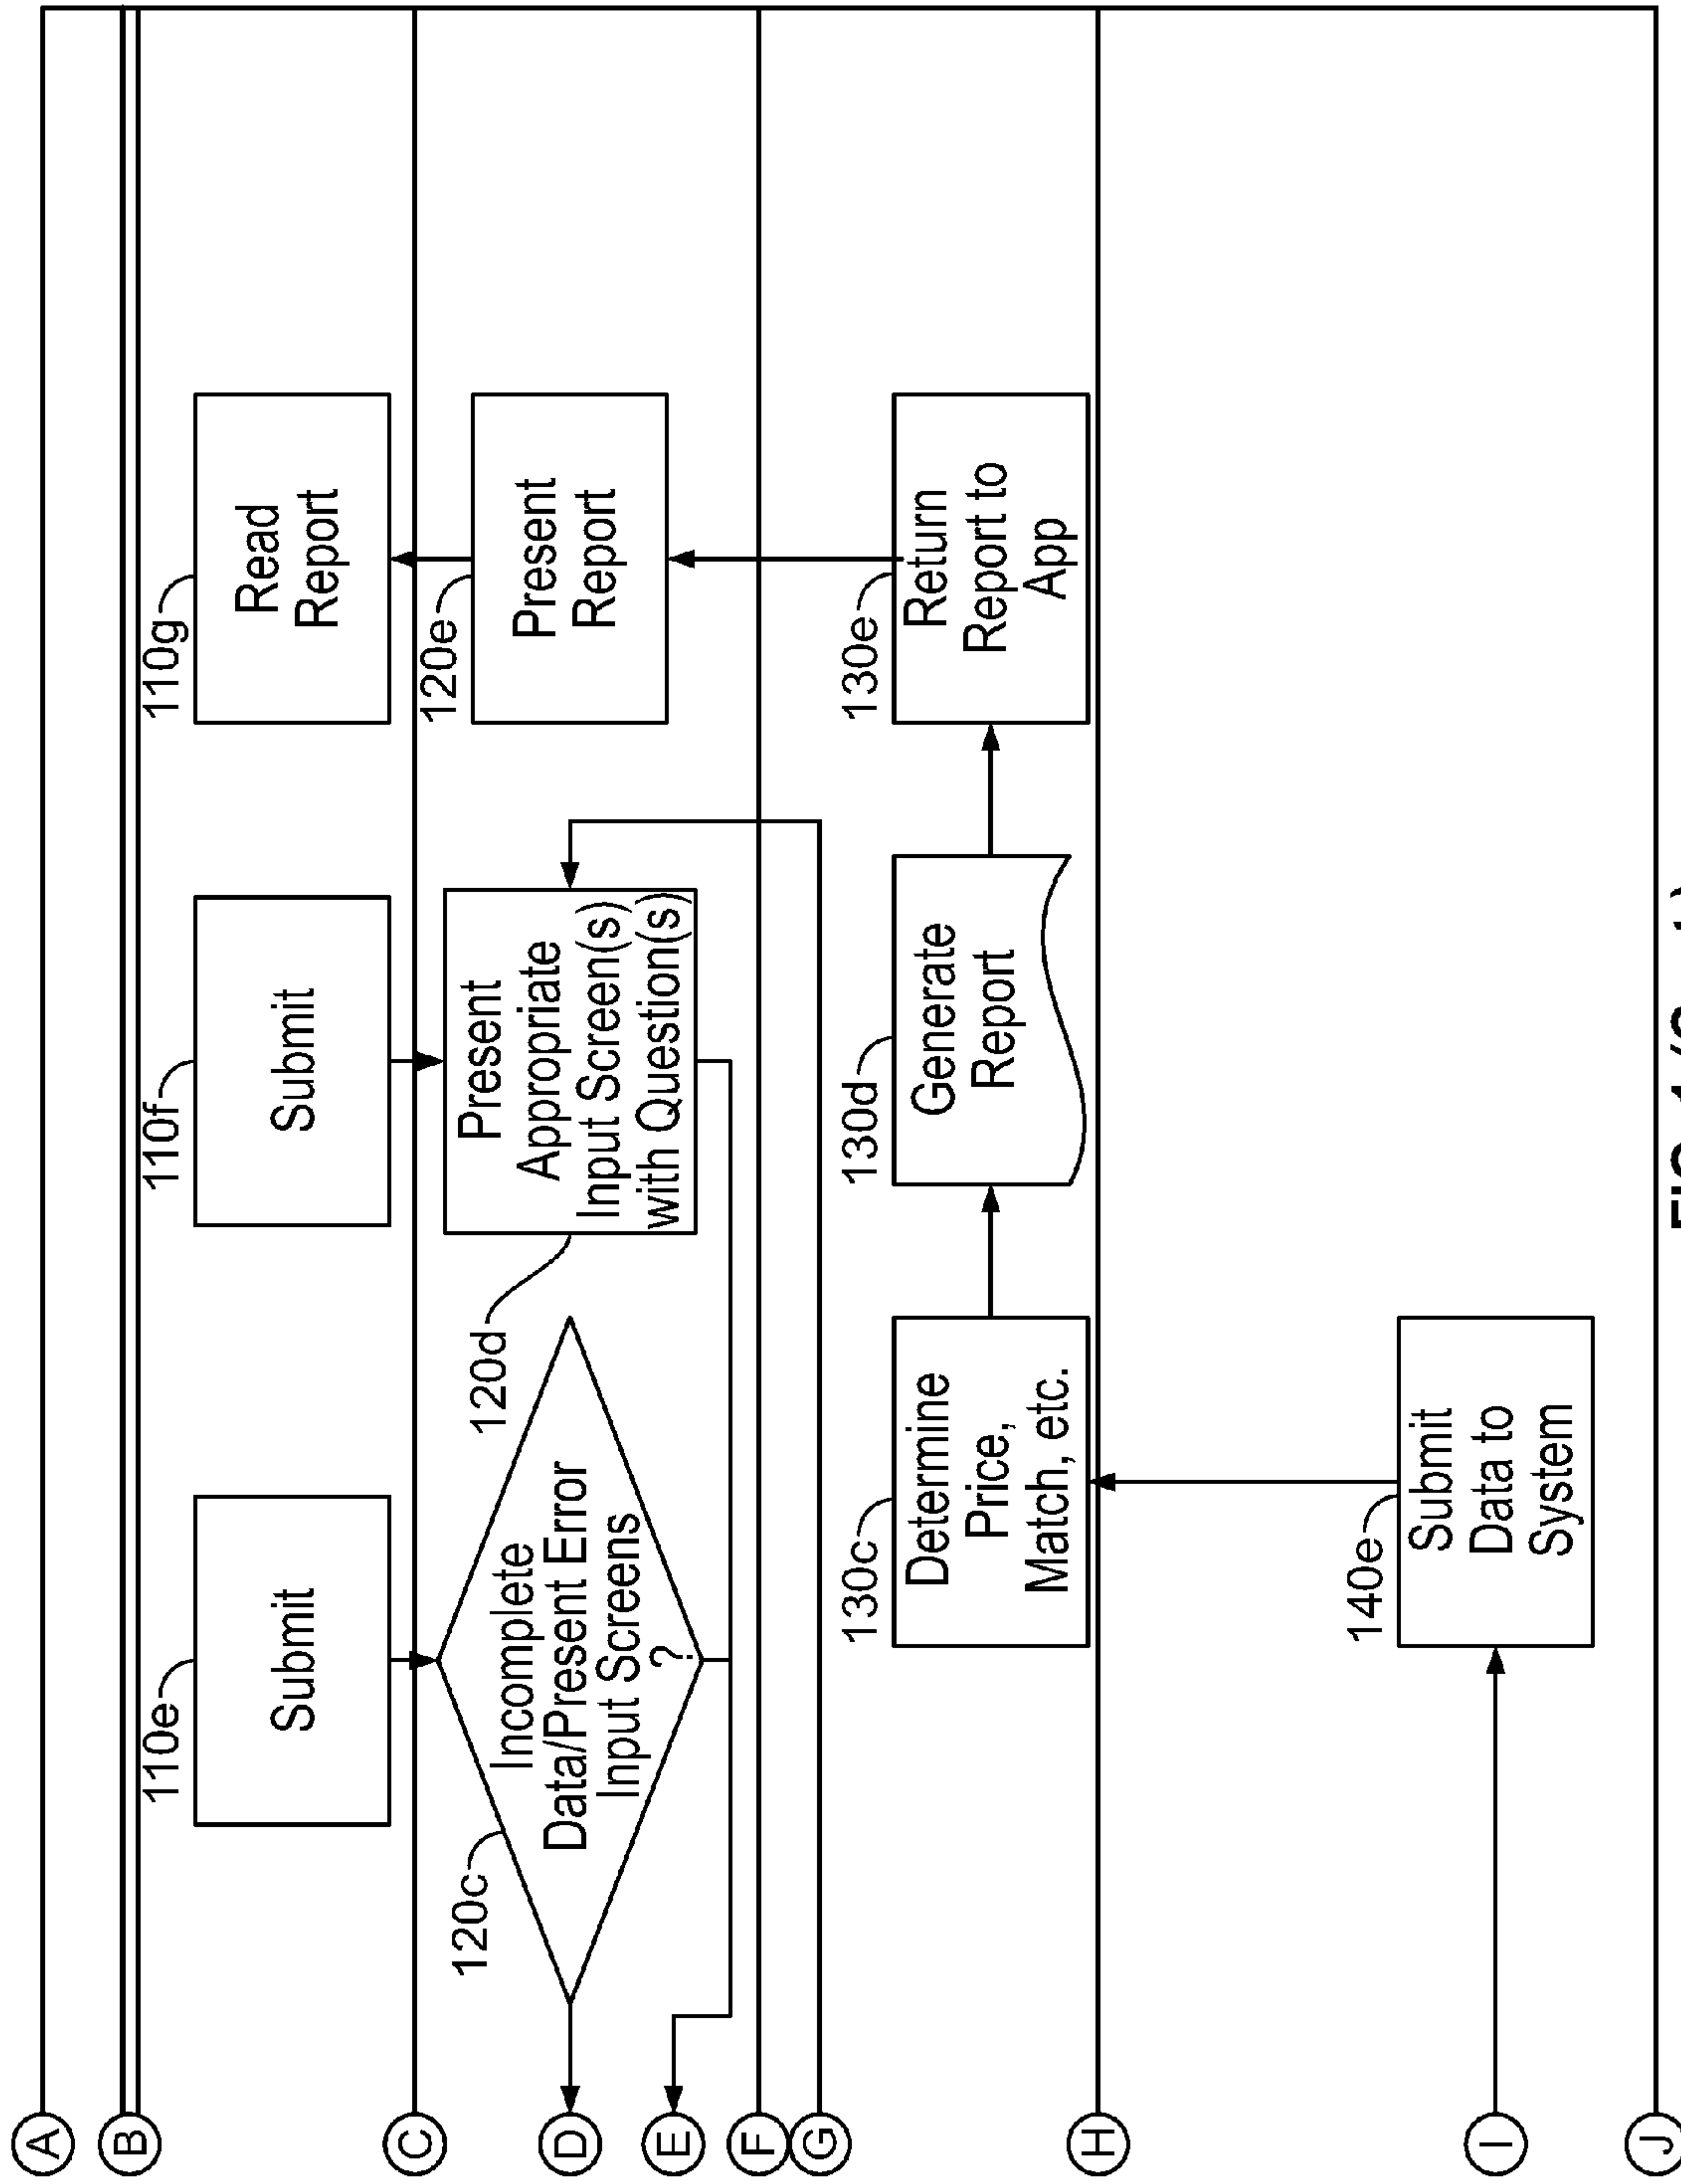 A
B
110e
Submit
110f
Submit
110g
Read
Report
C
120c
Incomplete
Data/Present Error
Input Screens
?
120d
Present
Appropriate
Input Screen(s)
with Question(s)
120e
Present
Report
D
E
F
G
130c
Determine
Price,
Match, etc.
130d
Generate
Report
130e
Return
Report to
App
H
140e
Submit
Data to
System
I
J